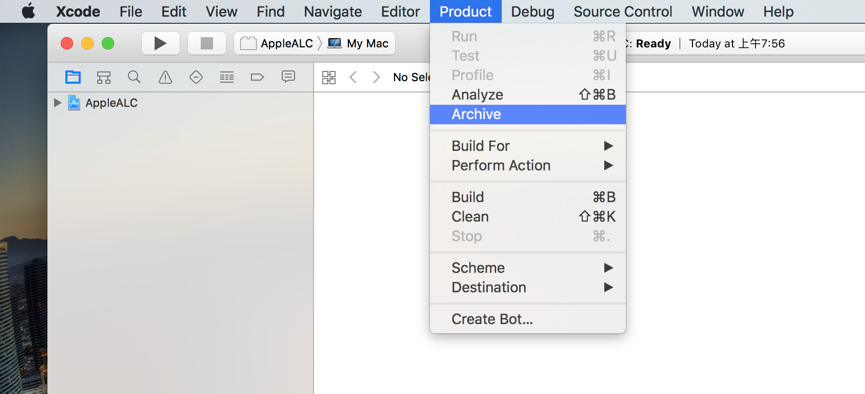 Xcode File Edit View Find Navigate Editor Product Debug Source Control Window Help
AppleALC 〉 My Mac
C: Ready | Today at 上午7:56
No Sele
AppleALC
Run ⌘R
Test ⌘U
Profile ⌘I
Analyze ⇧⌘B
Archive
Build For ▶
Perform Action ▶
Build ⌘B
Clean ⇧⌘K
Stop ⌘.
Scheme ▶
Destination ▶
Create Bot...